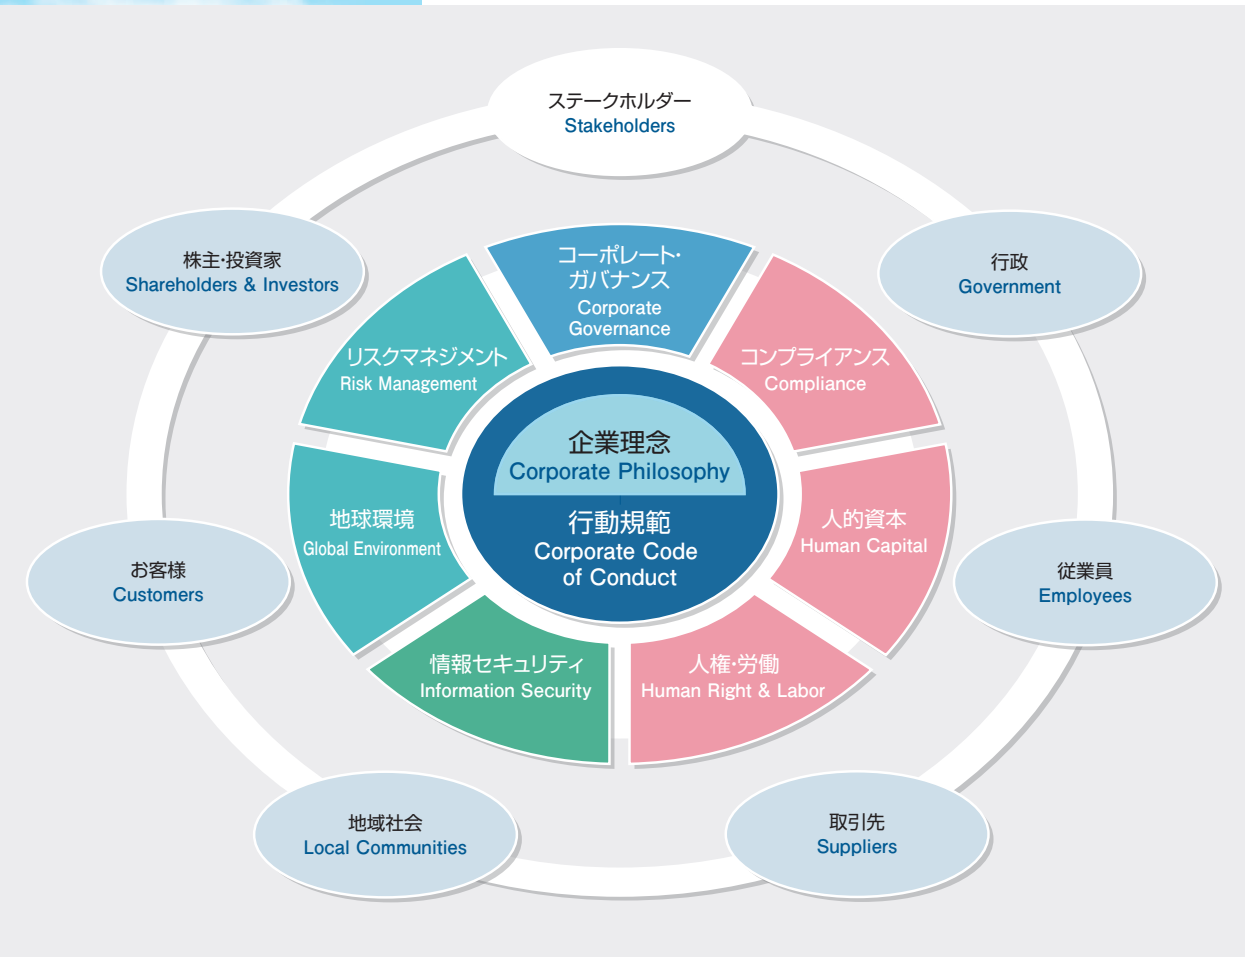 ステークホルダー
Stakeholders
株主・投資家
Shareholders & Investors
行政
Government
コーポレート・
ガバナンス
Corporate
Governance
リスクマネジメント
Risk Management
コンプライアンス
Compliance
企業理念
Corporate Philosophy
行動規範
Corporate Code
of Conduct
地球環境
Global Environment
人的資本
Human Capital
お客様
Customers
従業員
Employees
情報セキュリティ
Information Security
人権・労働
Human Right & Labor
地域社会
Local Communities
取引先
Suppliers